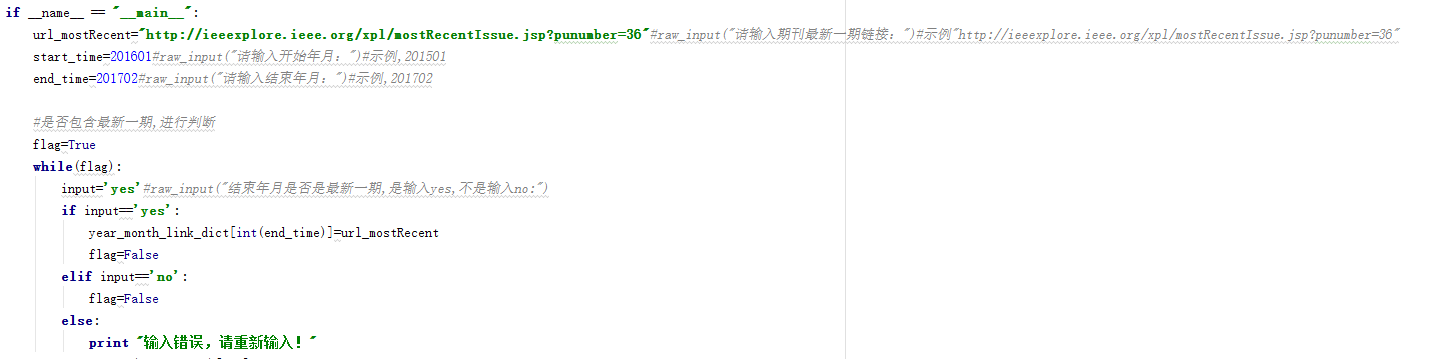 if __name__ == "__main__":
    url_mostRecent="http://ieeexplore.ieee.org/xpl/mostRecentIssue.jsp?punumber=36"#raw_input("请输入期刊最新一期链接：")#示例"http://ieeexplore.ieee.org/xpl/mostRecentIssue.jsp?punumber=36"
    start_time=201601#raw_input("请输入开始年月：")#示例,201501
    end_time=201702#raw_input("请输入结束年月：")#示例,201702
    #是否包含最新一期,进行判断
    flag=True
    while(flag):
        input='yes'#raw_input("结束年月是否是最新一期,是输入yes,不是输入no:")
        if input=='yes':
            year_month_link_dict[int(end_time)]=url_mostRecent
            flag=False
        elif input=='no':
            flag=False
        else:
            print "输入错误，请重新输入！"